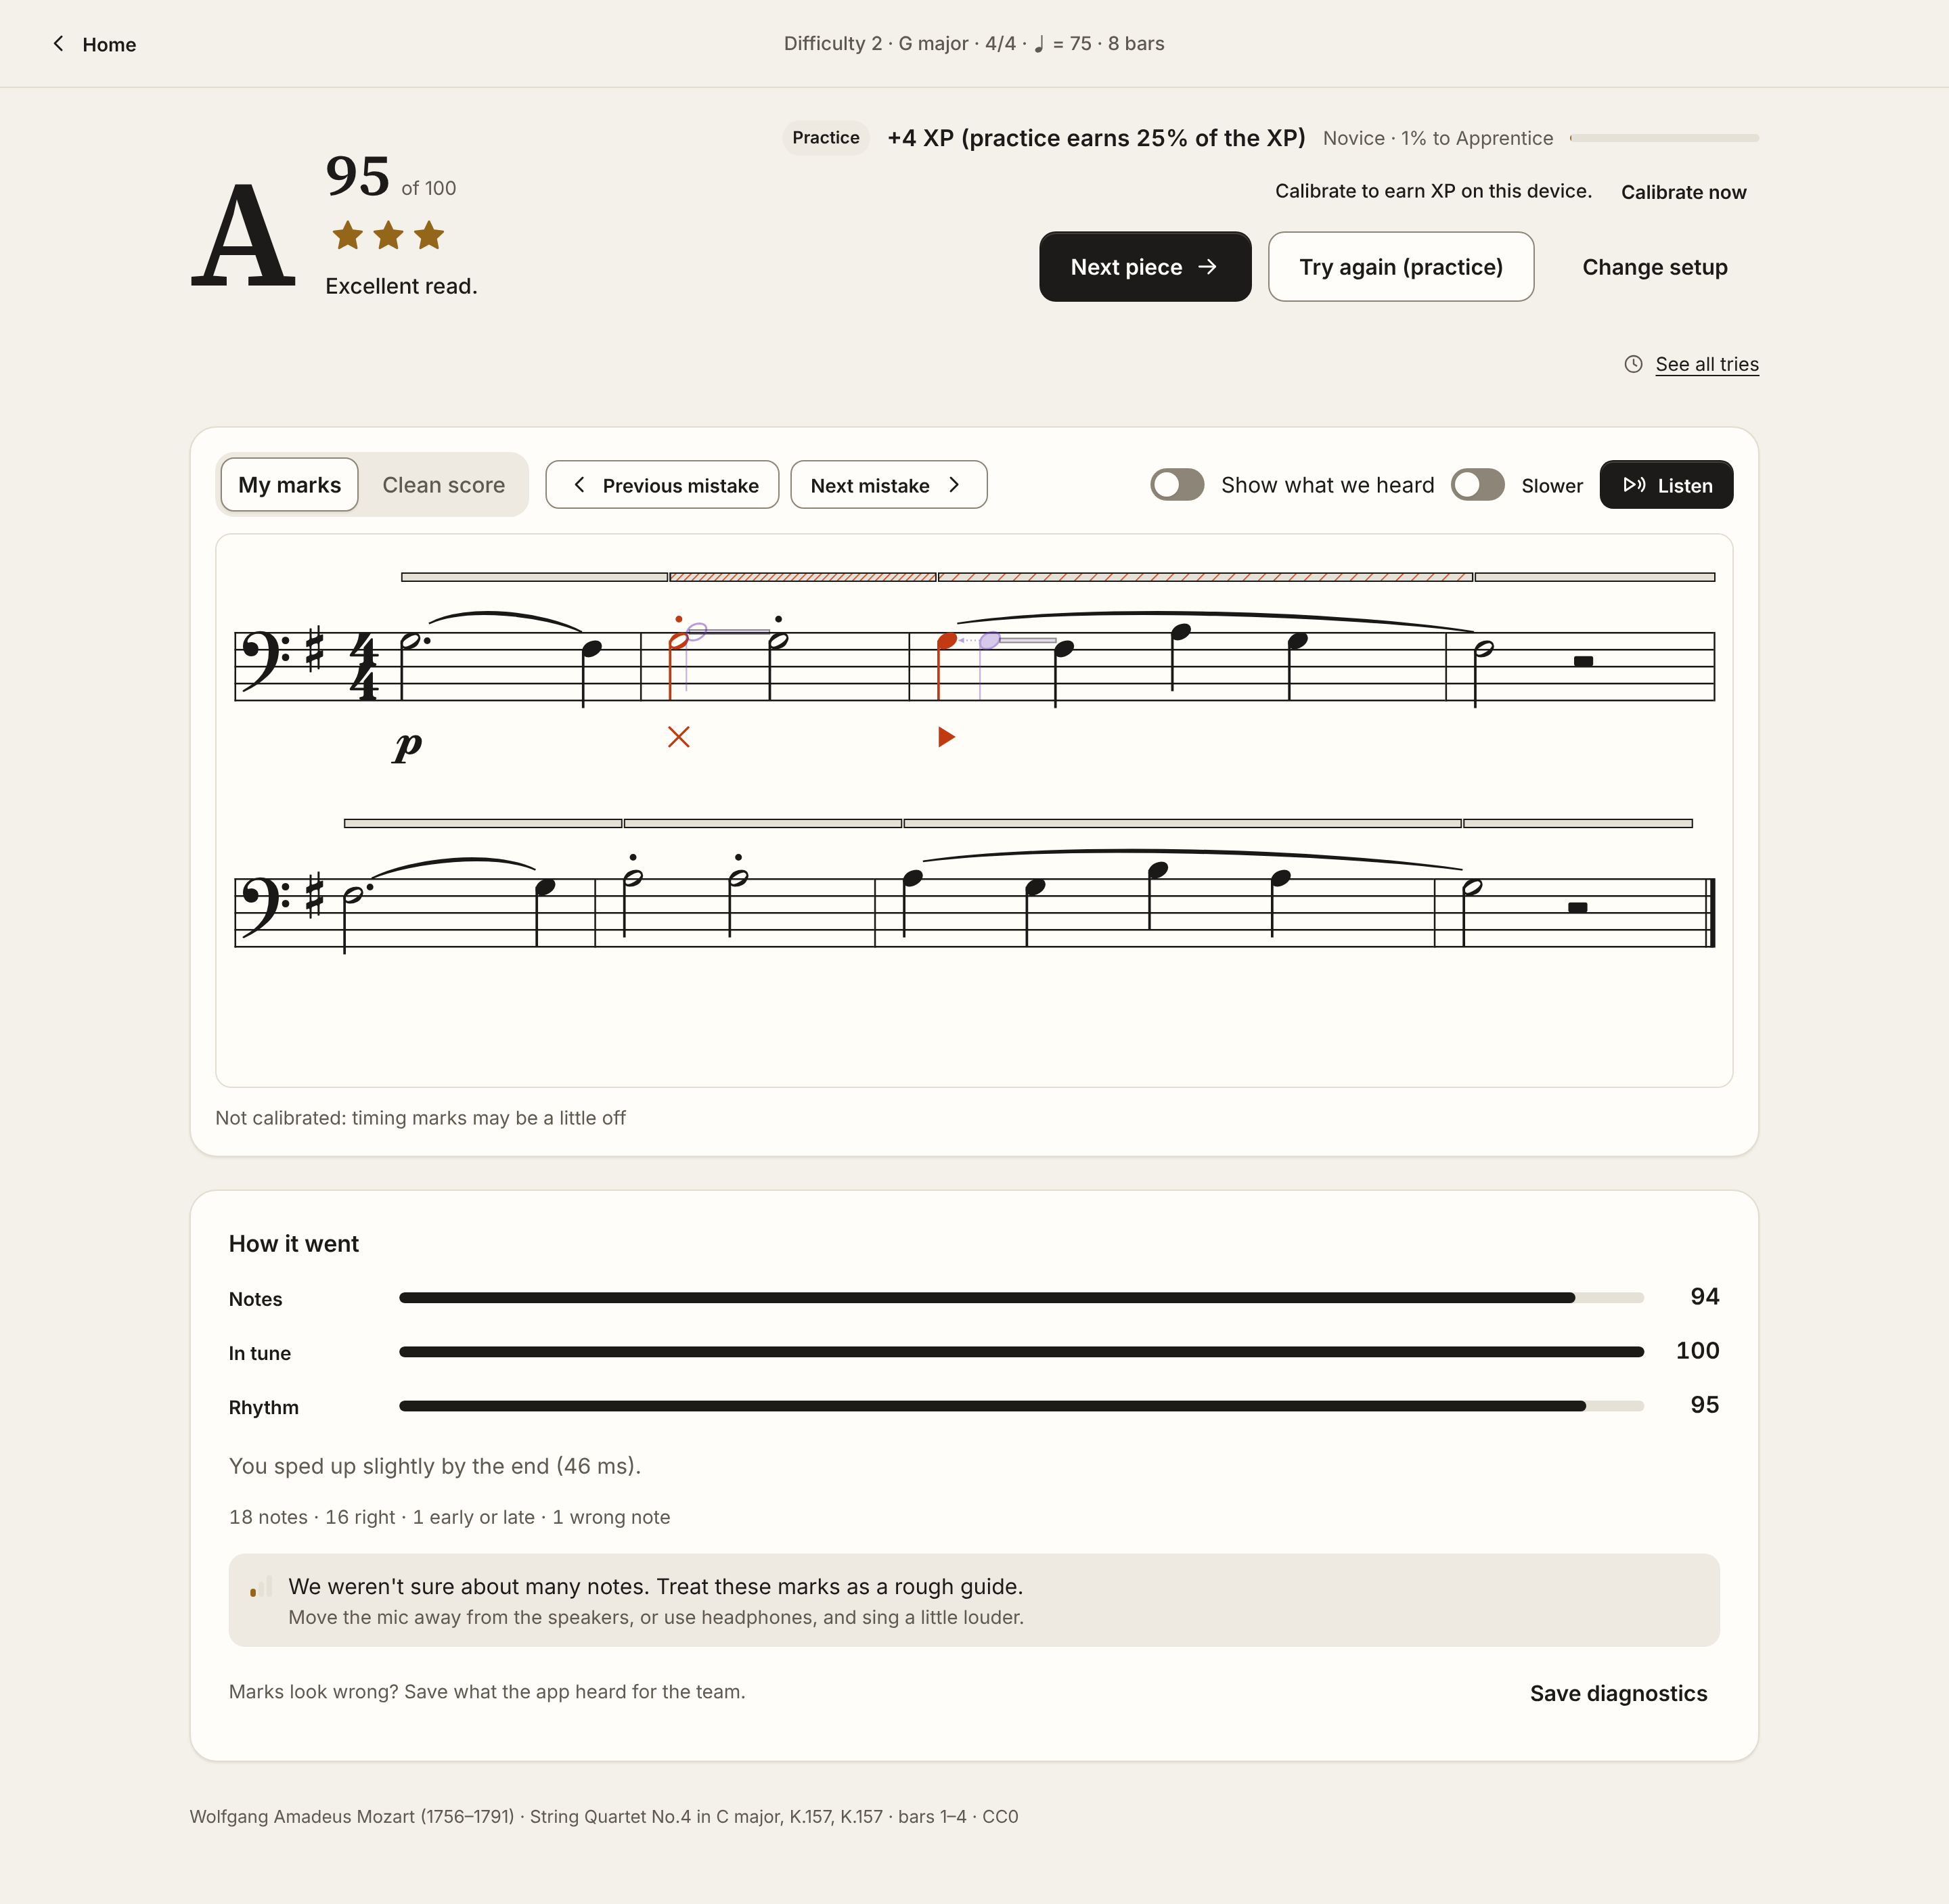 Home
Difficulty 2 · G major · 4/4 · ♩ = 75 · 8 bars
Practice +4 XP (practice earns 25% of the XP) Novice · 1% to Apprentice
A
95 of 100
Excellent read.
Calibrate to earn XP on this device. Calibrate now
Next piece → Try again (practice) Change setup
See all tries
My marks Clean score Previous mistake Next mistake Show what we heard Slower Listen
4
4
p
Not calibrated: timing marks may be a little off
How it went
Notes 94
In tune 100
Rhythm 95
You sped up slightly by the end (46 ms).
18 notes · 16 right · 1 early or late · 1 wrong note
We weren't sure about many notes. Treat these marks as a rough guide.
Move the mic away from the speakers, or use headphones, and sing a little louder.
Marks look wrong? Save what the app heard for the team. Save diagnostics
Wolfgang Amadeus Mozart (1756–1791) · String Quartet No.4 in C major, K.157, K.157 · bars 1–4 · CC0